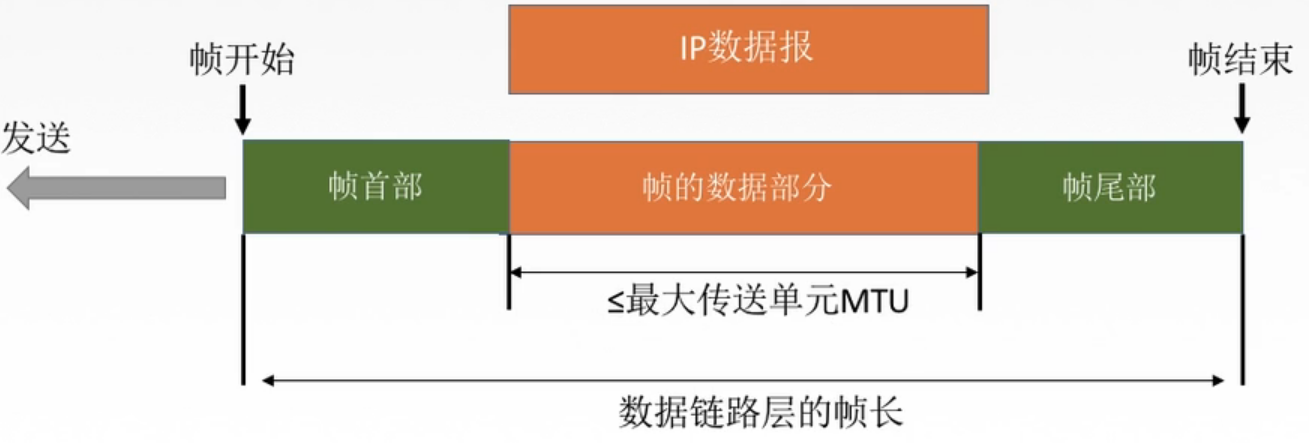 IP数据报
帧开始
帧结束
发送
帧首部
帧的数据部分
帧尾部
≤最大传送单元MTU
数据链路层的帧长